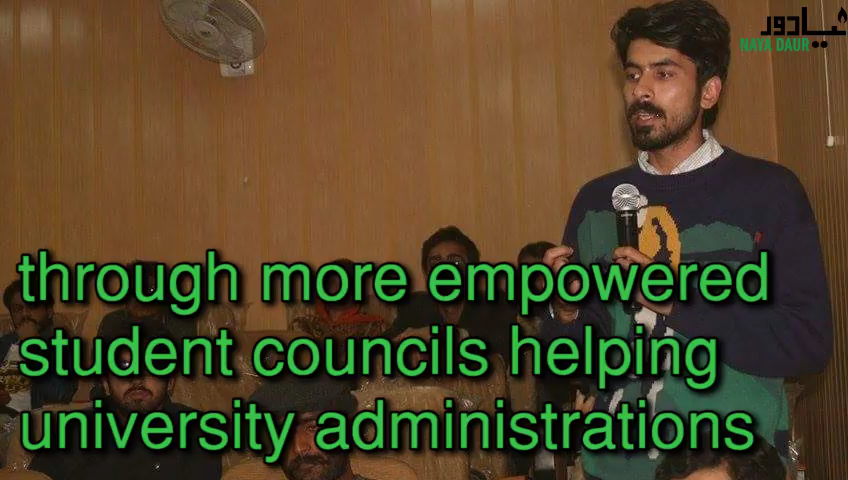 نیا دور
NAYA DAUR
through more empowered
student councils helping
university administrations